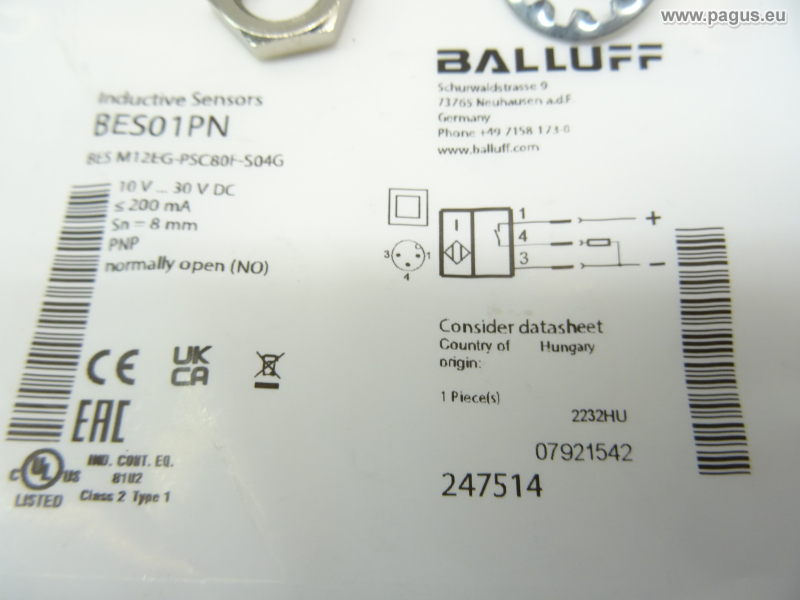 www.pagus.eu
BALLUFF
Schurwaldstrasse 9
73765 Neuhausen a.d.F.
Germany
Phone +49 7158 173-0
www.balluff.com
Inductive Sensors
BES01PN
BES M12EG-PSC80F-S04G
10 V ... 30 V DC
≤ 200 mA
Sn = 8 mm
PNP
normally open (NO)
1
+
4
3
-
3 1
4
Consider datasheet
Country of Hungary
origin:
1 Piece(s)
2232HU
07921542
247514
CE
UK
CA
EAC
C UL US
LISTED
IND. CONT. EQ.
81U2
Class 2 Type 1